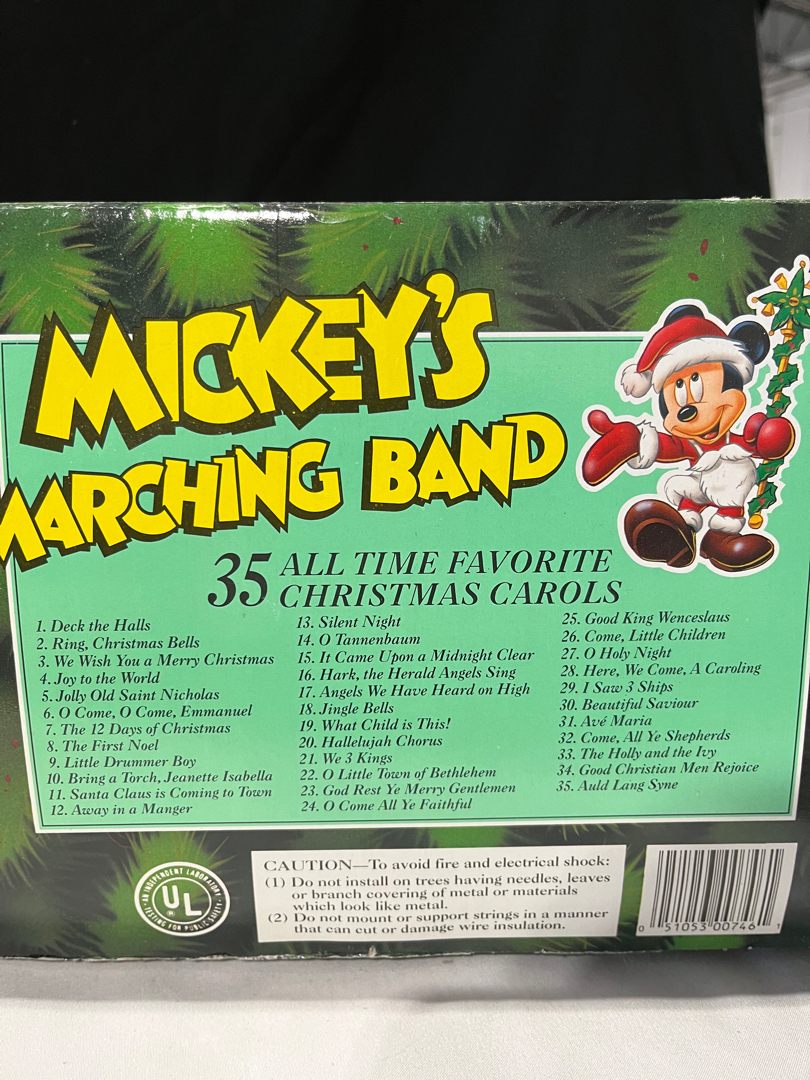 MICKEY'S
MARCHING BAND
35 ALL TIME FAVORITE
CHRISTMAS CAROLS
1. Deck the Halls
2. Ring, Christmas Bells
3. We Wish You a Merry Christmas
4. Joy to the World
5. Jolly Old Saint Nicholas
6. O Come, O Come, Emmanuel
7. The 12 Days of Christmas
8. The First Noel
9. Little Drummer Boy
10. Bring a Torch, Jeanette Isabella
11. Santa Claus is Coming to Town
12. Away in a Manger
13. Silent Night
14. O Tannenbaum
15. It Came Upon a Midnight Clear
16. Hark, the Herald Angels Sing
17. Angels We Have Heard on High
18. Jingle Bells
19. What Child is This!
20. Hallelujah Chorus
21. We 3 Kings
22. O Little Town of Bethlehem
23. God Rest Ye Merry Gentlemen
24. O Come All Ye Faithful
25. Good King Wenceslaus
26. Come, Little Children
27. O Holy Night
28. Here, We Come, A Caroling
29. I Saw 3 Ships
30. Beautiful Saviour
31. Avé Maria
32. Come, All Ye Shepherds
33. The Holly and the Ivy
34. Good Christian Men Rejoice
35. Auld Lang Syne
AN INDEPENDENT LABORATORY
UL
®
TESTING FOR PUBLIC SAFETY
CAUTION—To avoid fire and electrical shock:
(1) Do not install on trees having needles, leaves
or branch covering of metal or materials
which look like metal.
(2) Do not mount or support strings in a manner
that can cut or damage wire insulation.
0 51053 00746 1